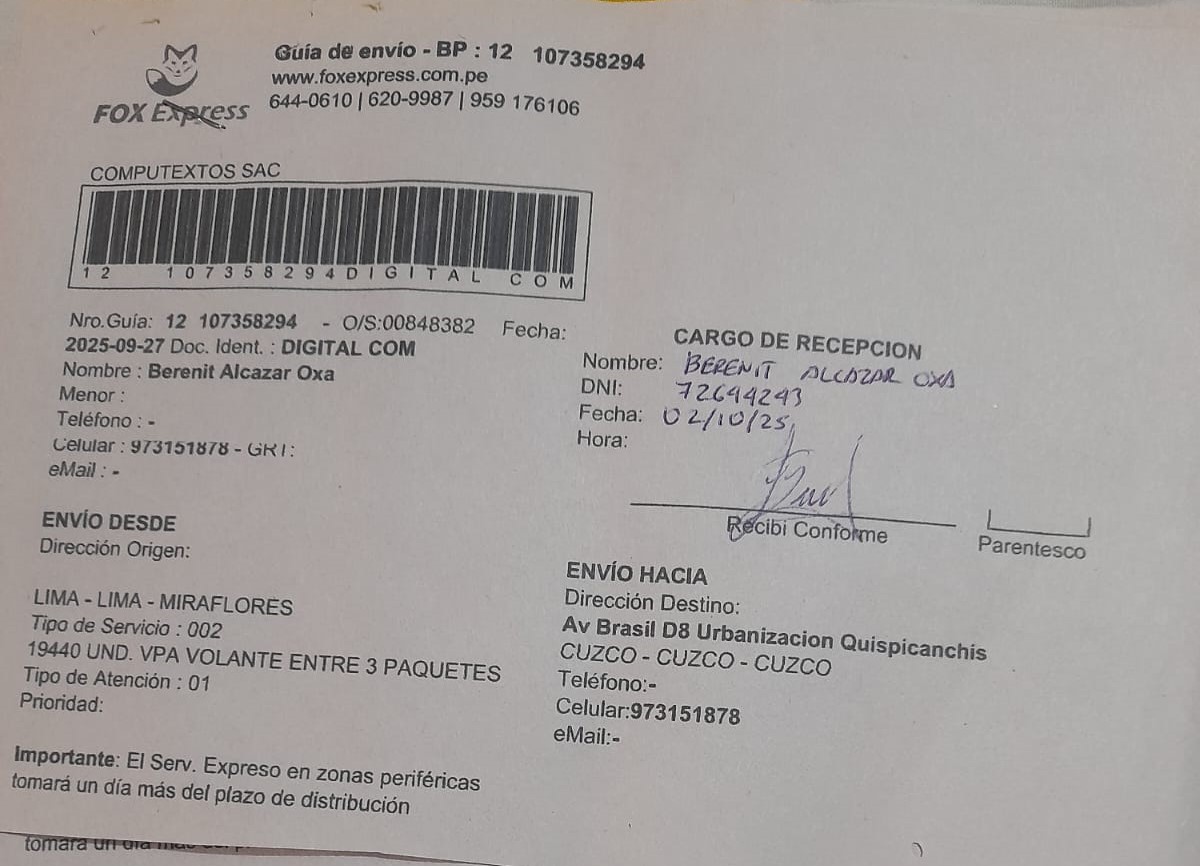 Guía de envío - BP : 12 107358294
www.foxexpress.com.pe
644-0610 | 620-9987 | 959 176106
FOX Express
COMPUTEXTOS SAC
12 107358294DIGITAL COM
Nro.Guía: 12 107358294 - O/S:00848382 Fecha:
2025-09-27 Doc. Ident. : DIGITAL COM
Nombre : Berenit Alcazar Oxa
Menor :
Teléfono : -
Celular : 973151878 - GRT:
eMail : -
CARGO DE RECEPCION
Nombre: BERENIT ALCAZAR OXA
DNI: 72644243
Fecha: 02/10/25
Hora:
Recibi Conforme
Parentesco
ENVÍO DESDE
Dirección Origen:
LIMA - LIMA - MIRAFLORES
Tipo de Servicio : 002
19440 UND. VPA VOLANTE ENTRE 3 PAQUETES
Tipo de Atención : 01
Prioridad:
ENVÍO HACIA
Dirección Destino:
Av Brasil D8 Urbanizacion Quispicanchis
CUZCO - CUZCO - CUZCO
Teléfono:-
Celular:973151878
eMail:-
Importante: El Serv. Expreso en zonas periféricas
tomará un día más del plazo de distribución
tomará un día más del